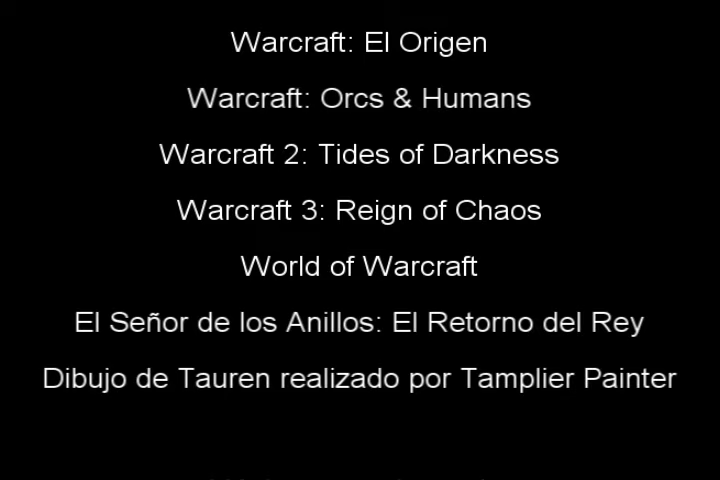 Warcraft: El Origen
Warcraft: Orcs & Humans
Warcraft 2: Tides of Darkness
Warcraft 3: Reign of Chaos
World of Warcraft
El Señor de los Anillos: El Retorno del Rey
Dibujo de Tauren realizado por Tamplier Painter